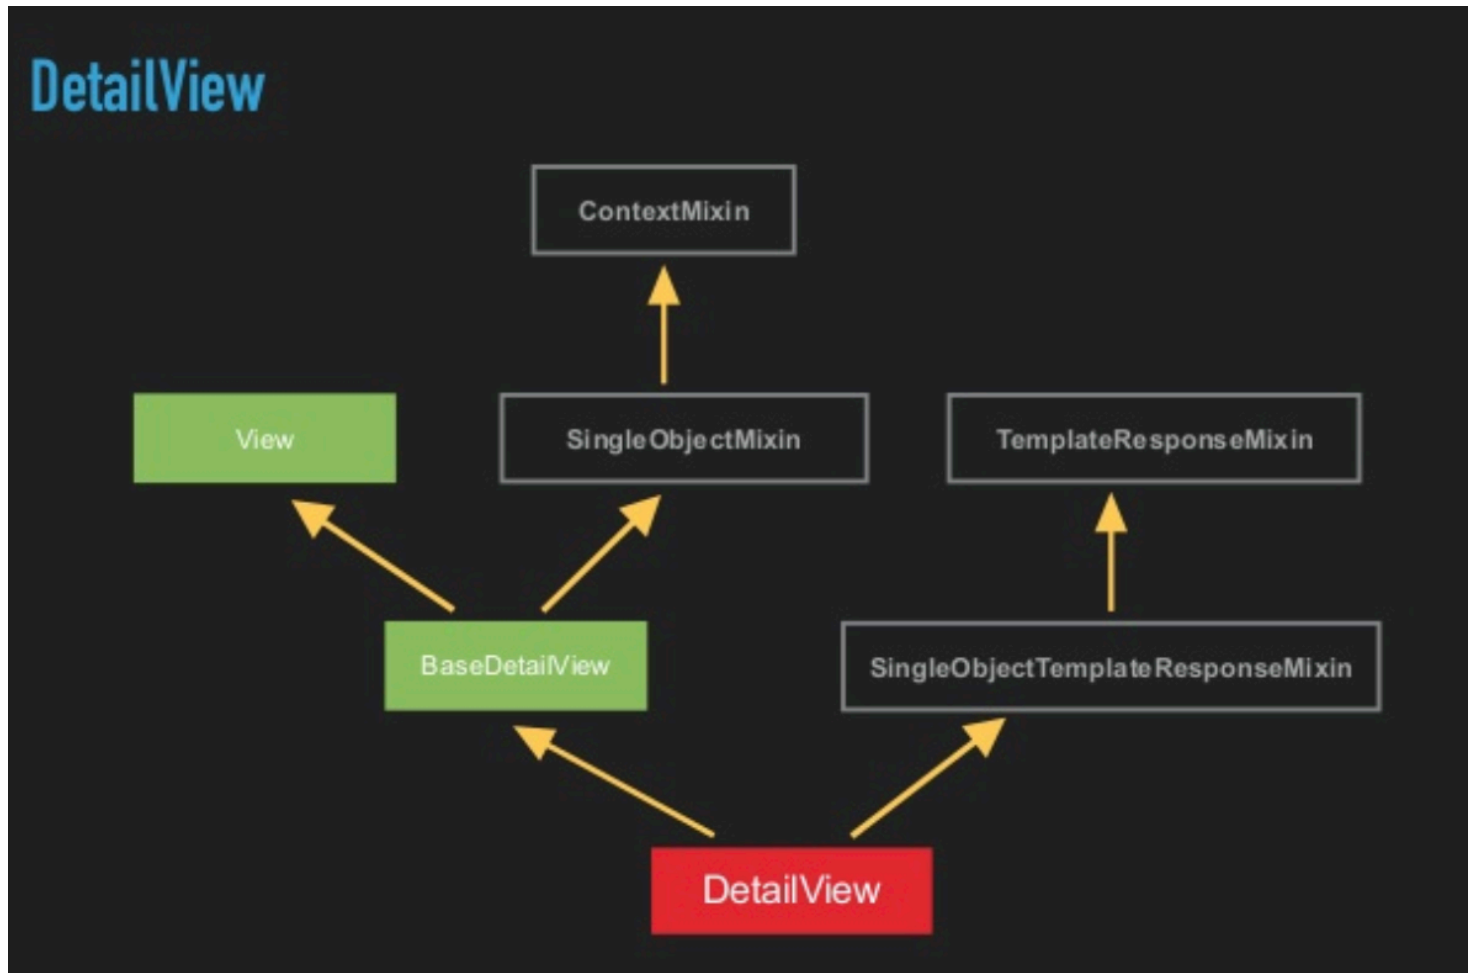 DetailView
ContextMixin
View
SingleObjectMixin
TemplateResponseMixin
BaseDetailView
SingleObjectTemplateResponseMixin
DetailView